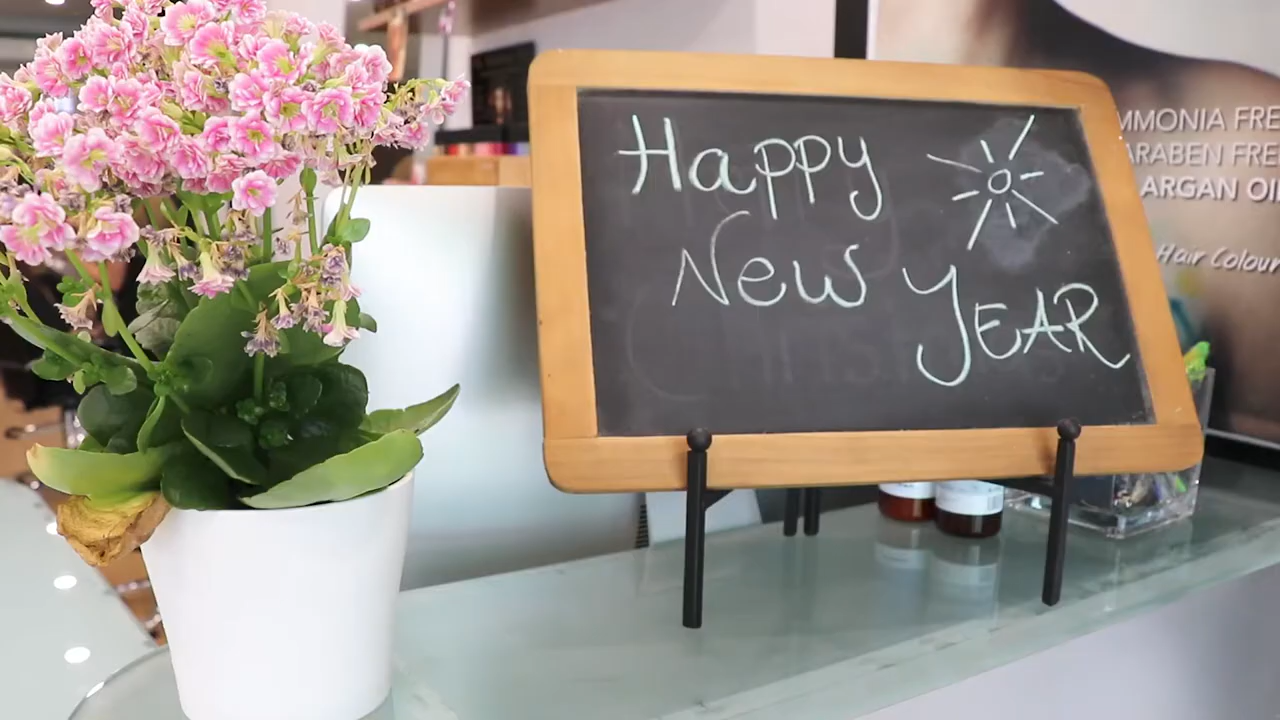 Happy
New YEAR
MMONIA FRE
ARABEN FRE
ARGAN OI
Hair Colour